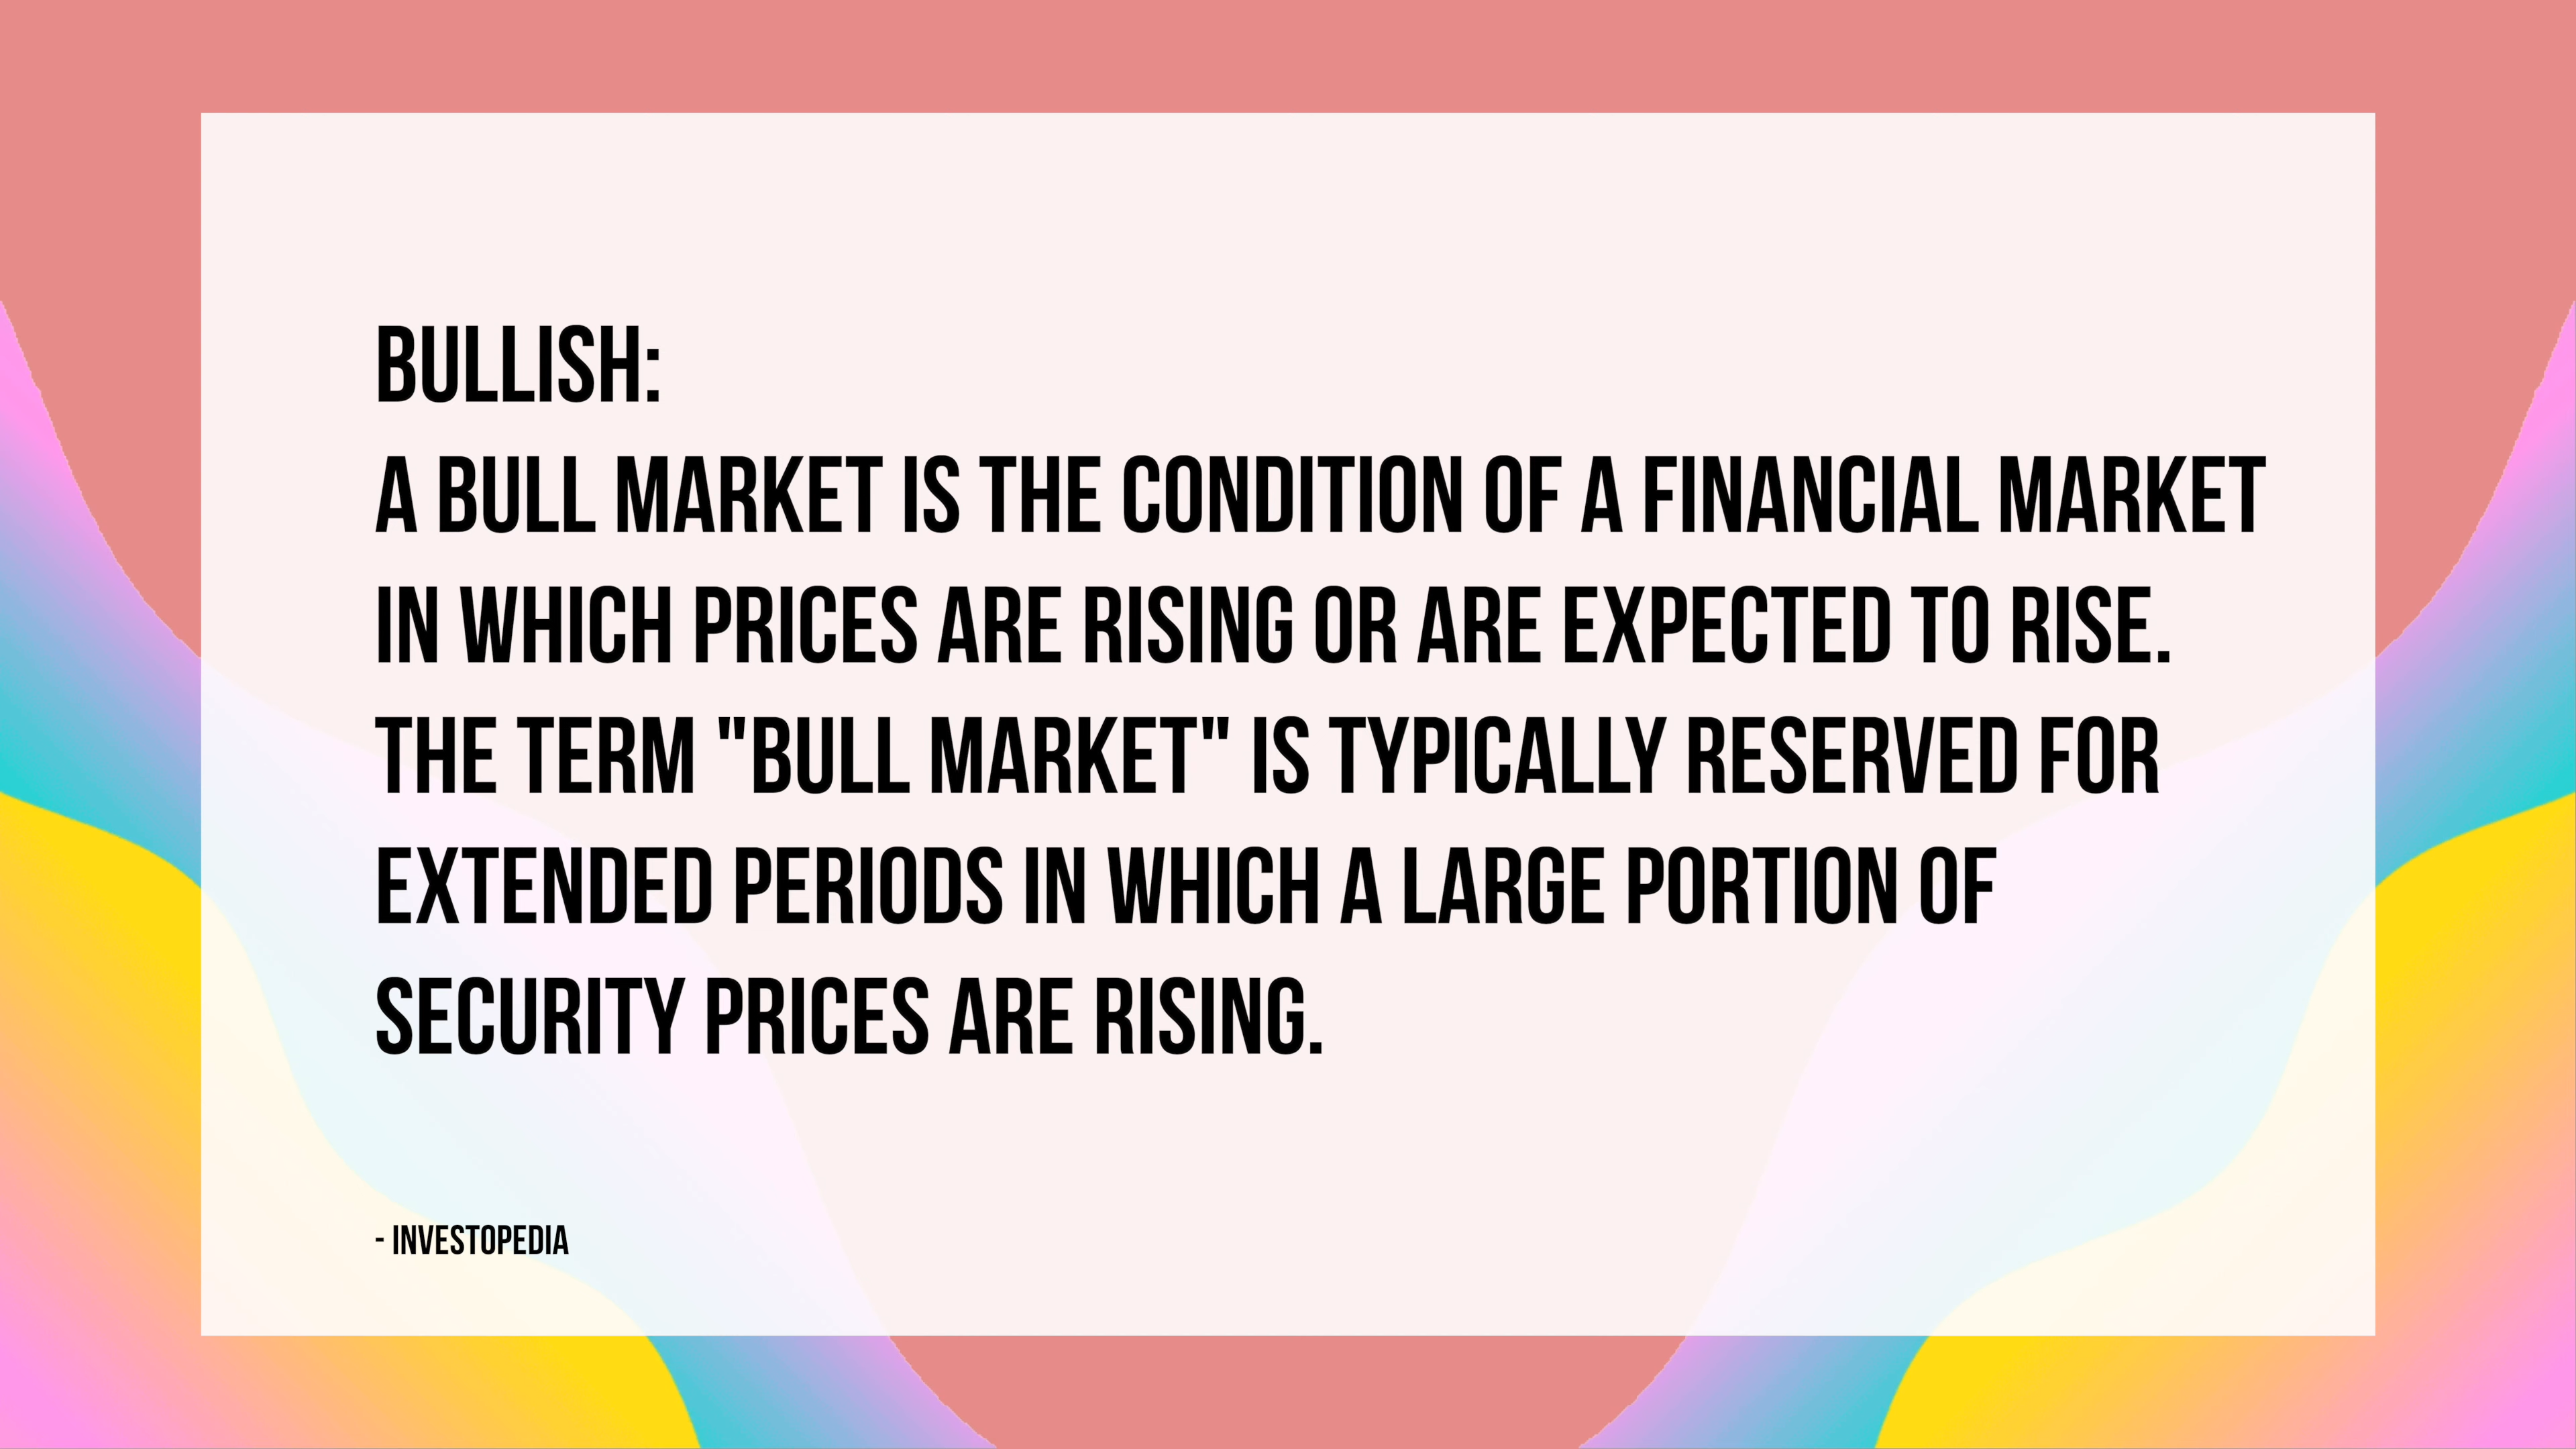 BULLISH:
A BULL MARKET IS THE CONDITION OF A FINANCIAL MARKET
IN WHICH PRICES ARE RISING OR ARE EXPECTED TO RISE.
THE TERM "BULL MARKET" IS TYPICALLY RESERVED FOR
EXTENDED PERIODS IN WHICH A LARGE PORTION OF
SECURITY PRICES ARE RISING.
- INVESTOPEDIA